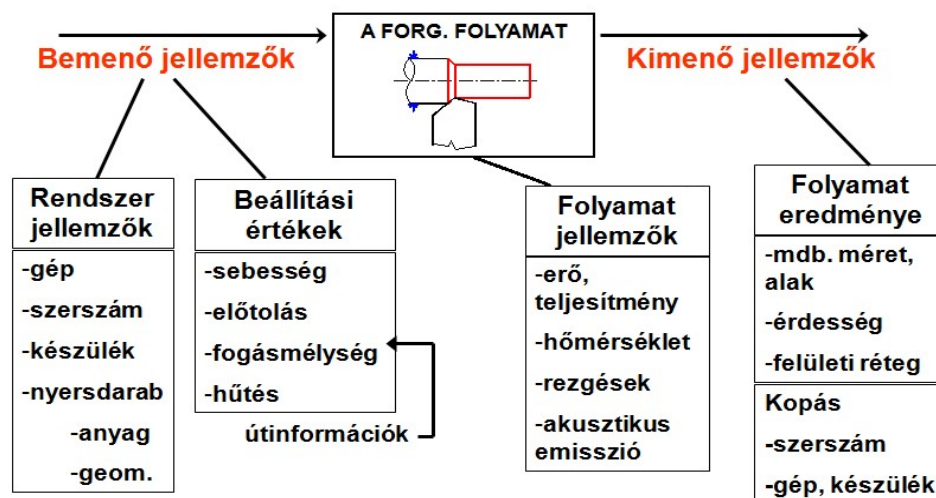 A FORG. FOLYAMAT
Bemenő jellemzők
Kimenő jellemzők
Rendszer
jellemzők
-gép
-szerszám
-készülék
-nyersdarab
-anyag
-geom.
Beállítási
értékek
-sebesség
-előtolás
-fogásmélység
-hűtés
útinformációk
Folyamat
jellemzők
-erő,
teljesítmény
-hőmérséklet
-rezgések
-akusztikus
emisszió
Folyamat
eredménye
-mdb. méret,
alak
-érdesség
-felületi réteg
Kopás
-szerszám
-gép, készülék